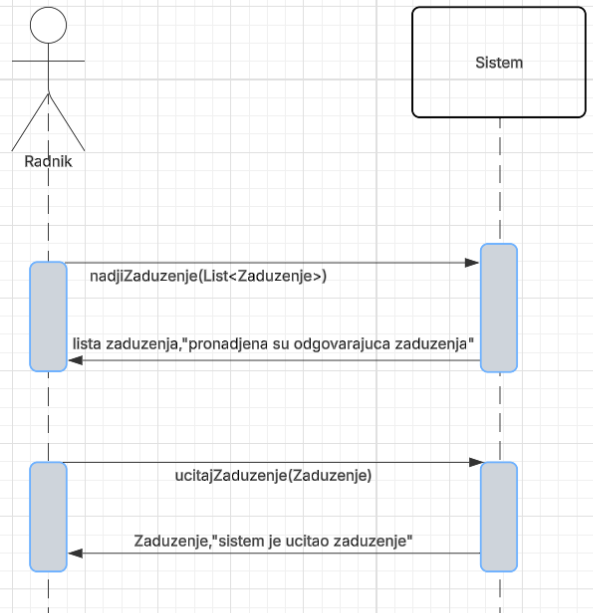 Sistem
Radnik
nadjiZaduzenje(List<Zaduzenje>)
lista zaduzenja,"pronadjena su odgovarajuca zaduzenja"
ucitajZaduzenje(Zaduzenje)
Zaduzenje,"sistem je ucitao zaduzenje"